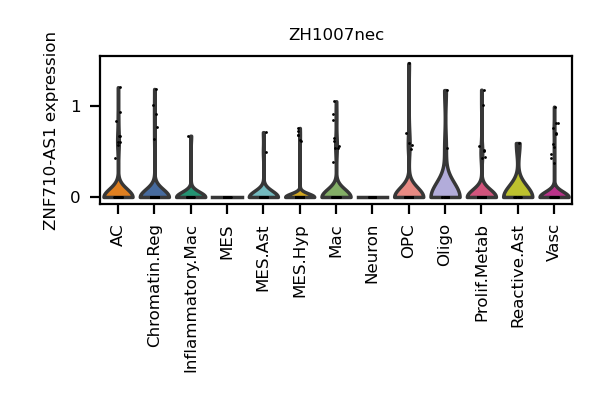 ZH1007nec
ZNF710-AS1 expression
1
0
AC
Chromatin.Reg
Inflammatory.Mac
MES
MES.Ast
MES.Hyp
Mac
Neuron
OPC
Oligo
Prolif.Metab
Reactive.Ast
Vasc